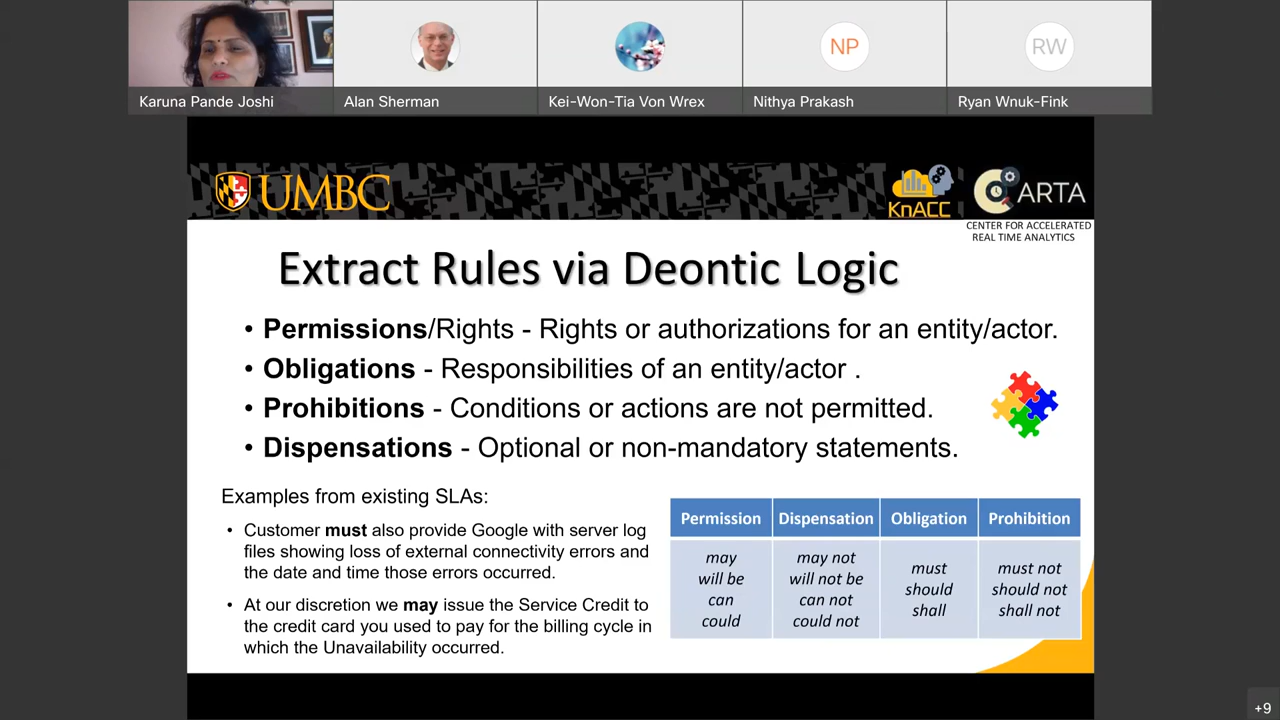 NP
RW
Karuna Pande Joshi
Alan Sherman
Kei-Won-Tia Von Wrex
Nithya Prakash
Ryan Wnuk-Fink
UMBC
KnACC
CARTA
CENTER FOR ACCELERATED
REAL TIME ANALYTICS
Extract Rules via Deontic Logic
• Permissions/Rights - Rights or authorizations for an entity/actor.
• Obligations - Responsibilities of an entity/actor .
• Prohibitions - Conditions or actions are not permitted.
• Dispensations - Optional or non-mandatory statements.
Examples from existing SLAs:
• Customer must also provide Google with server log
files showing loss of external connectivity errors and
the date and time those errors occurred.
• At our discretion we may issue the Service Credit to
the credit card you used to pay for the billing cycle in
which the Unavailability occurred.
Permission Dispensation Obligation Prohibition
may
will be
can
could
may not
will not be
can not
could not
must
should
shall
must not
should not
shall not
+9